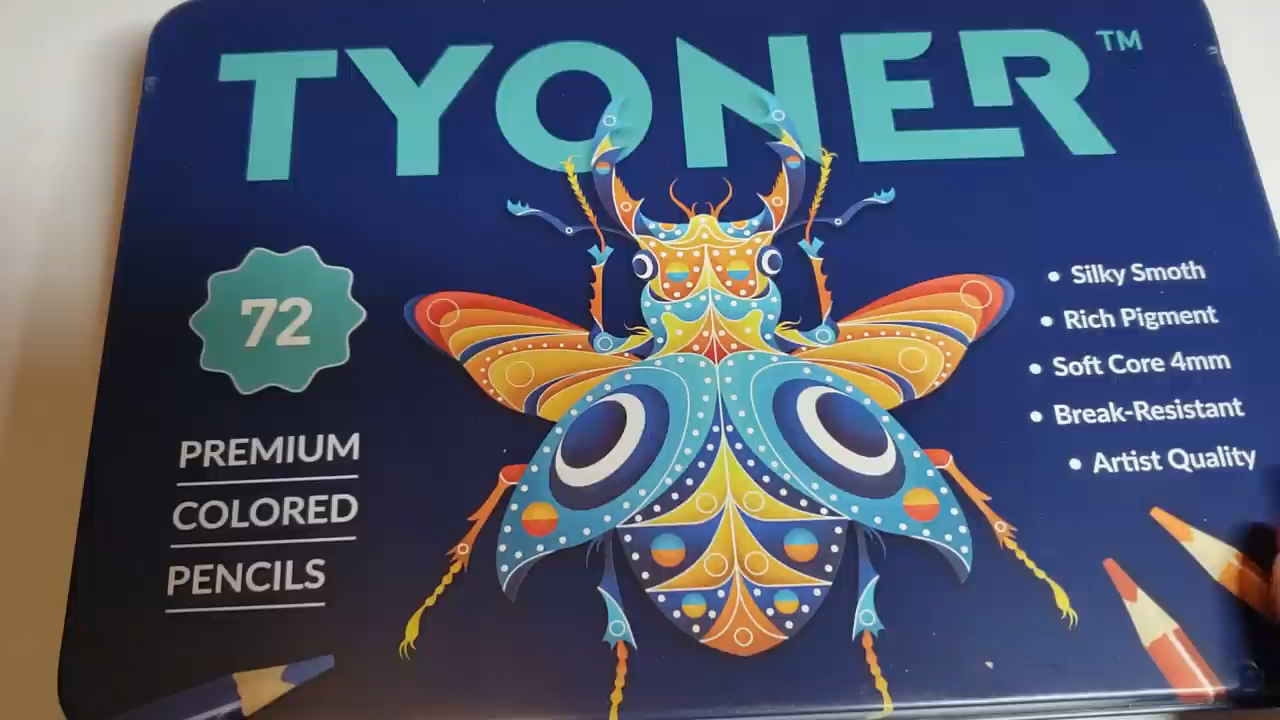 TYONER™
72
PREMIUM
COLORED
PENCILS
• Silky Smoth
• Rich Pigment
• Soft Core 4mm
• Break-Resistant
• Artist Quality